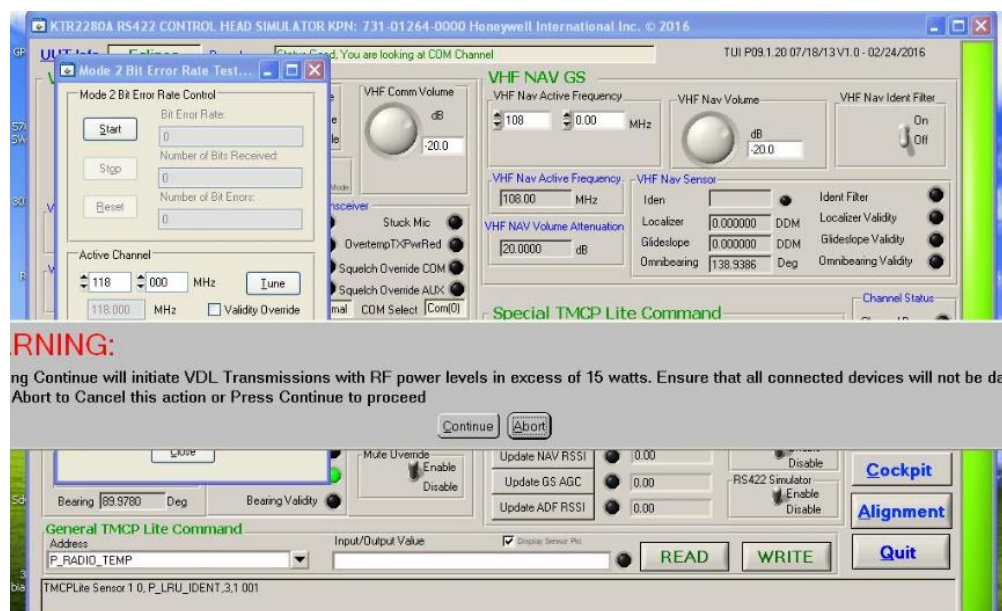 KTR2280A RS422 CONTROL HEAD SIMULATOR KPN: 731-01264-0000 Honeywell International Inc. © 2016
You are looking at COM Channel
TUI P09.1.20 07/18/13 V1.0 - 02/24/2016
Mode 2 Bit Error Rate Test...
Mode 2 Bit Error Rate Control
Start
Bit Error Rate:
0
Stop
Number of Bits Received:
0
Reset
Number of Bit Errors:
0
Active Channel
118 000 MHz Tune
118.000 MHz Validity Override
VHF Comm Volume
dB
-20.0
Mode
Stuck Mic
OvertempTXPwrRed
Squelch Override COM
Squelch Override AUX
COM Select Com(0)
VHF NAV GS
VHF Nav Active Frequency
108 0.00 MHz
VHF Nav Volume
dB
-20.0
VHF Nav Ident Filter
On
Off
VHF Nav Active Frequency
108.00 MHz
VHF NAV Volume Attenuation
20.0000 dB
VHF Nav Sensor
Iden Ident Filter
Localizer 0.000000 DDM Localizer Validity
Glideslope 0.000000 DDM Glideslope Validity
Omnibearing 138.9386 Deg Omnibearing Validity
Special TMCP Lite Command
Channel Status
RNING:
ng Continue will initiate VDL Transmissions with RF power levels in excess of 15 watts. Ensure that all connected devices will not be da
Abort to Cancel this action or Press Continue to proceed
Continue Abort
Close
Bearing 89.9780 Deg Bearing Validity
Mute Override
Enable
Disable
Update NAV RSSI 0.00
Update GS AGC 0.00
Update ADF RSSI 0.00
Disable
RS422 Simulator
Enable
Disable
Cockpit
Alignment
Quit
General TMCP Lite Command
Address
P_RADIO_TEMP
Input/Output Value
Display Sensor Pkt
READ WRITE
TMCPLite Sensor 1 0, P_LRU_IDENT,3,1 001